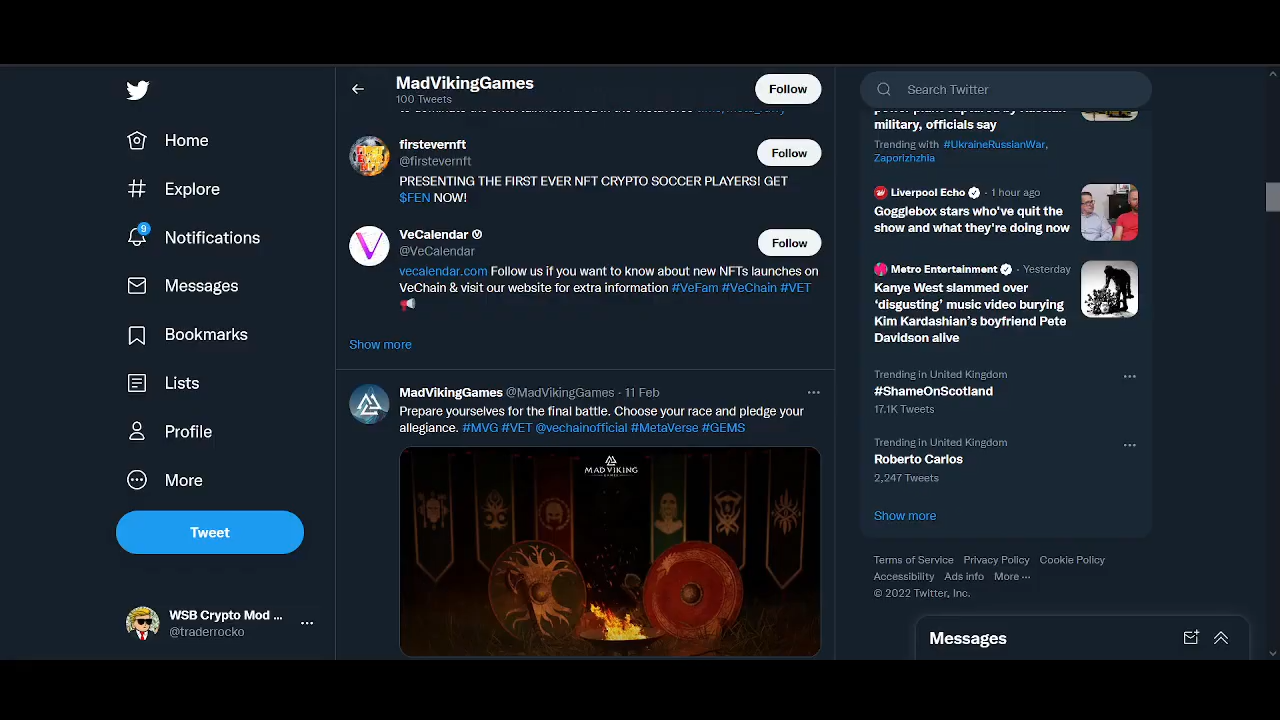 Home
Explore
9
Notifications
Messages
Bookmarks
Lists
Profile
More
Tweet
WSB Crypto Mod ...
@traderrocko
MadVikingGames
100 Tweets
Follow
firstevernft
@firstevernft
Follow
PRESENTING THE FIRST EVER NFT CRYPTO SOCCER PLAYERS! GET
$FEN NOW!
VeCalendar
@VeCalendar
Follow
vecalendar.com Follow us if you want to know about new NFTs launches on
VeChain & visit our website for extra information #VeFam #VeChain #VET
Show more
MadVikingGames @MadVikingGames · 11 Feb
Prepare yourselves for the final battle. Choose your race and pledge your
allegiance. #MVG #VET @vechainofficial #MetaVerse #GEMS
MAD VIKING
GAMES
Search Twitter
military, officials say
Trending with #UkraineRussianWar,
Zaporizhzhia
Liverpool Echo · 1 hour ago
Gogglebox stars who've quit the
show and what they're doing now
Metro Entertainment · Yesterday
Kanye West slammed over
‘disgusting’ music video burying
Kim Kardashian’s boyfriend Pete
Davidson alive
Trending in United Kingdom
#ShameOnScotland
17.1K Tweets
Trending in United Kingdom
Roberto Carlos
2,247 Tweets
Show more
Terms of Service Privacy Policy Cookie Policy
Accessibility Ads info More ···
© 2022 Twitter, Inc.
Messages